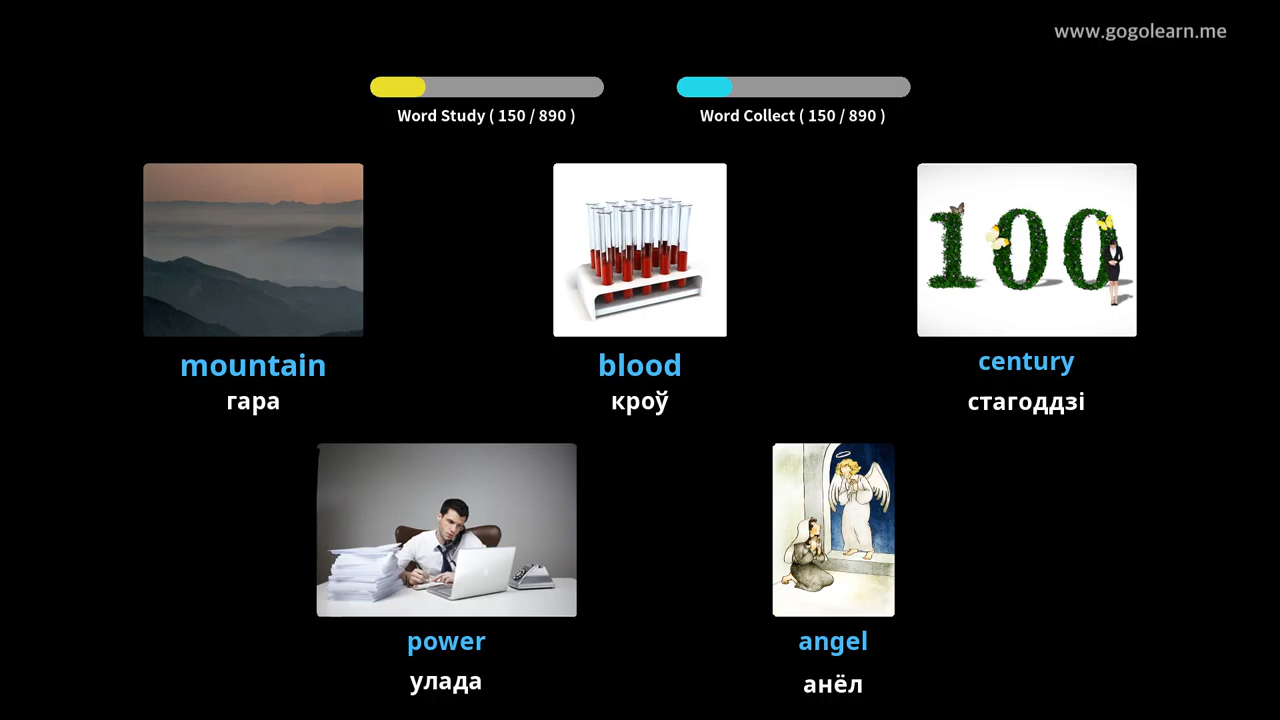 www.gogolearn.me
Word Study ( 150 / 890 )
Word Collect ( 150 / 890 )
mountain
гара
blood
кроў
century
стагоддзі
100
power
улада
angel
анёл